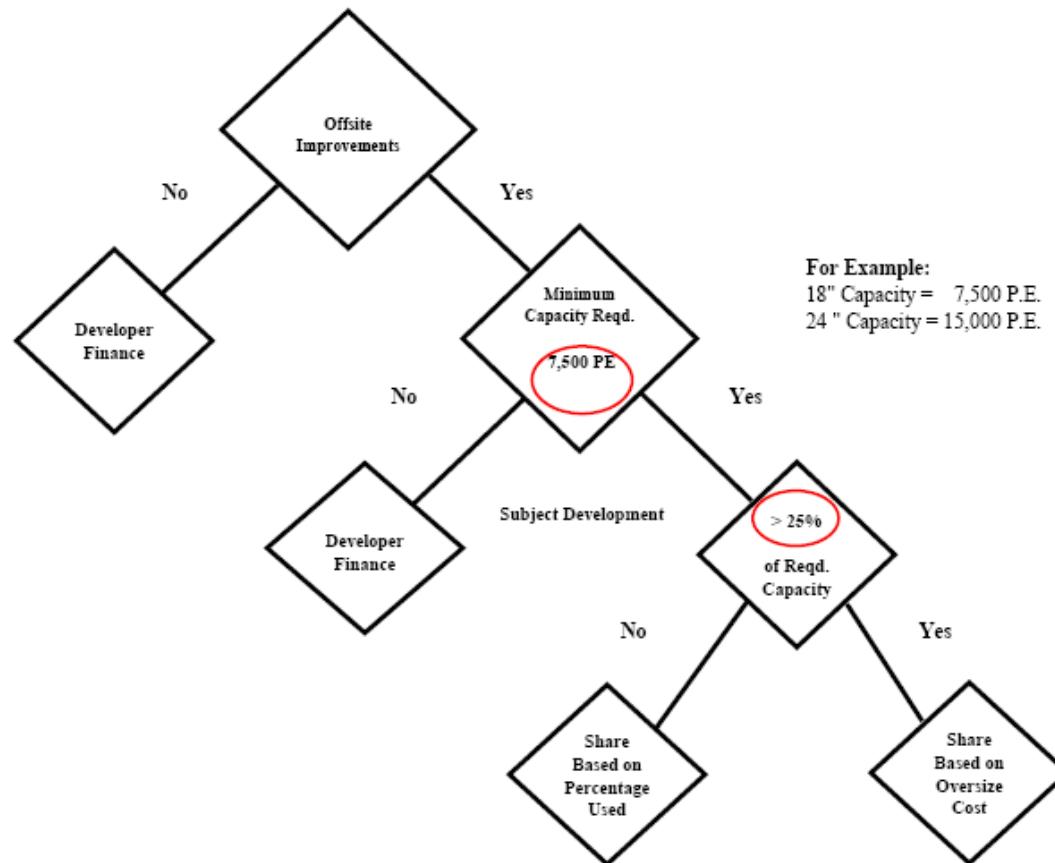 Offsite
Improvements
No
Yes
For Example:
18" Capacity = 7,500 P.E.
24 " Capacity = 15,000 P.E.
Minimum
Capacity Reqd.
7,500 PE
Developer
Finance
No
Yes
Subject Development
> 25%
of Reqd.
Capacity
Developer
Finance
No
Yes
Share
Based on
Percentage
Used
Share
Based on
Oversize
Cost